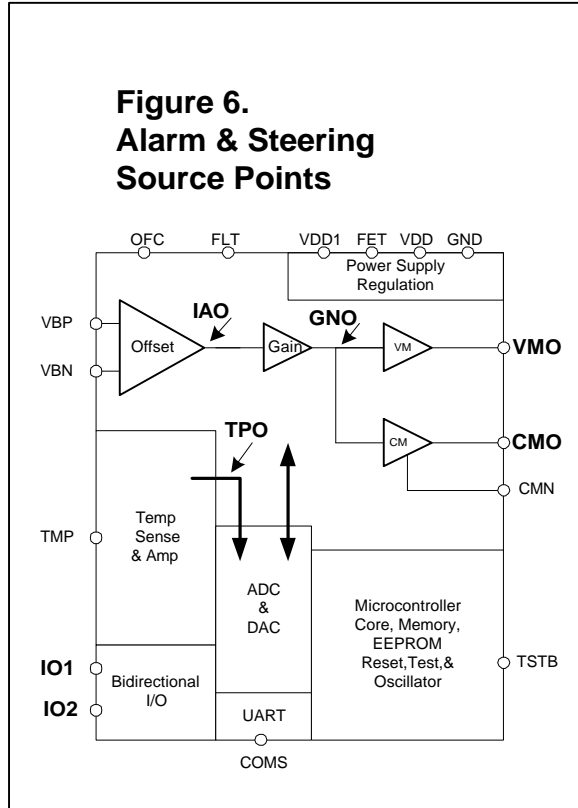 Figure 6.
Alarm & Steering
Source Points
OFC
FLT
VDD1
FET
VDD
GND
Power Supply
Regulation
IAO
GNO
VBP
VBN
Offset
Gain
VM
VMO
TPO
CM
CMO
CMN
Temp
Sense
& Amp
TMP
ADC
&
DAC
Microcontroller
Core, Memory,
EEPROM
Reset,Test,&
Oscillator
TSTB
IO1
IO2
Bidirectional
I/O
UART
COMS